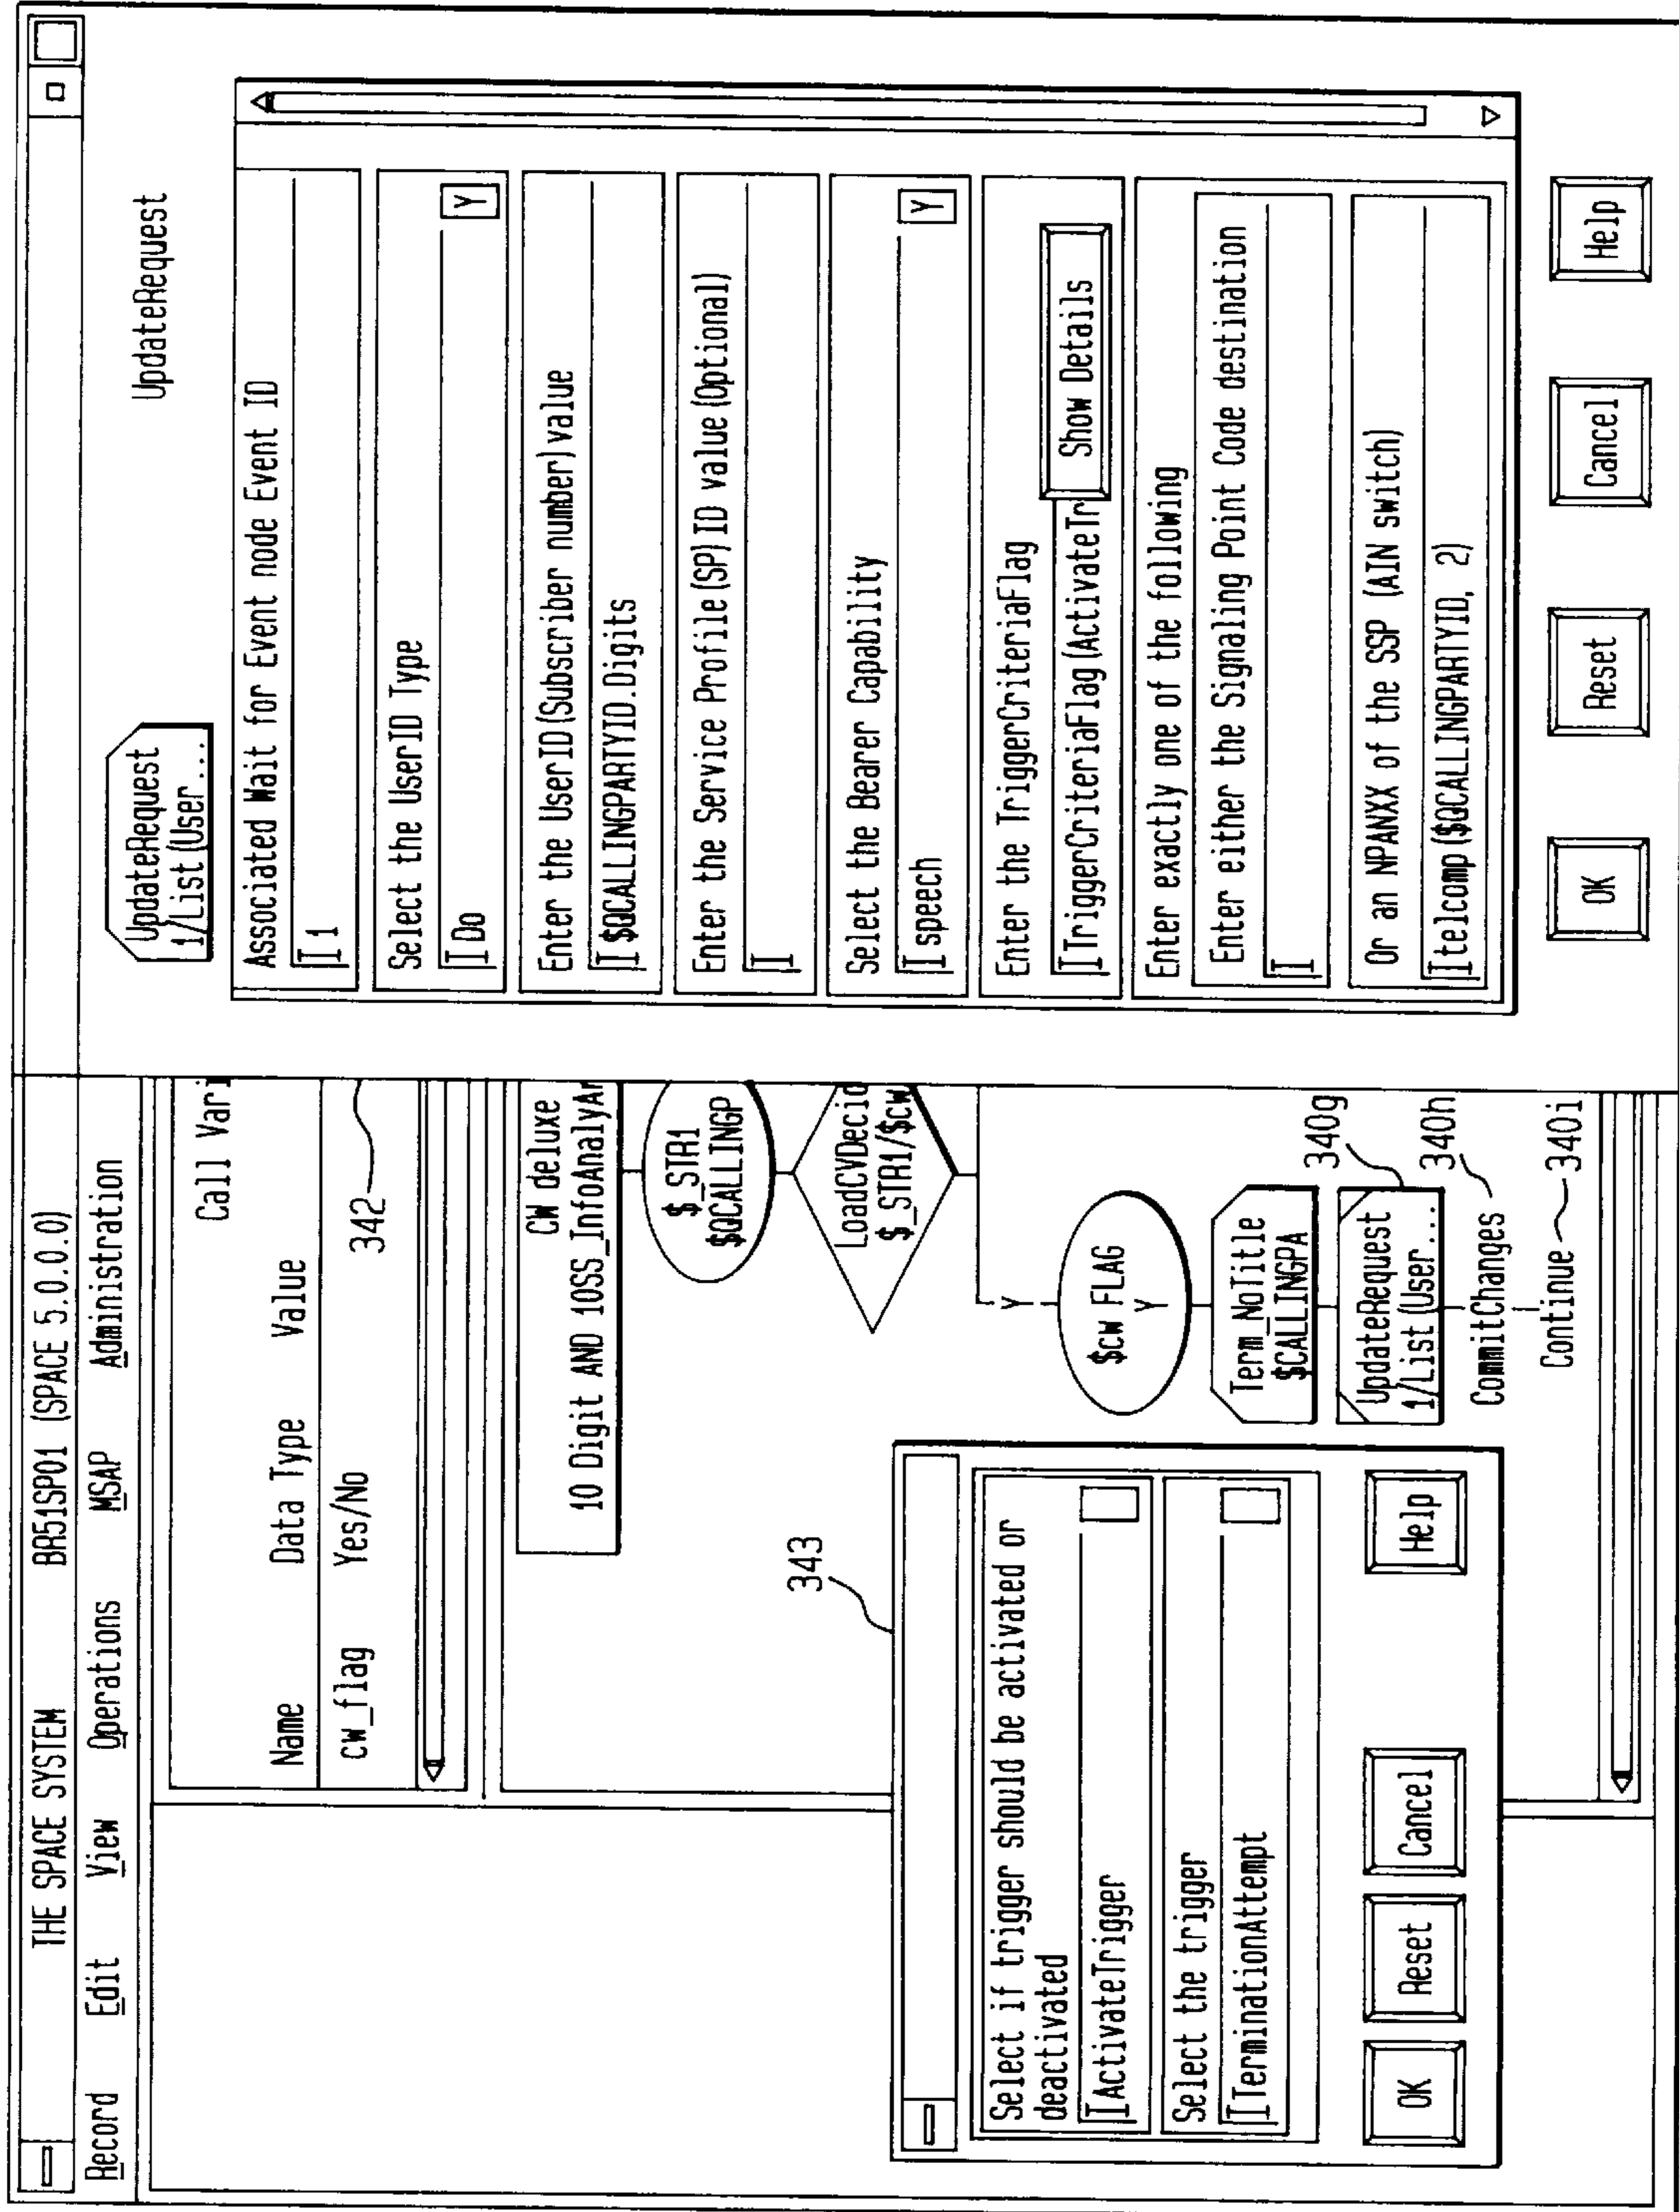 THE SPACE SYSTEM BR51SP01 (SPACE 5.0.0.0)
Record Edit View Operations MSAP Administration
Call Vari
Name Data Type Value
cw_flag Yes/No
342
CW deluxe
10 Digit AND 10SS_InfoAnalyAr
$_STR1
$QCALLINGP
LoadCVDecid
$_STR1/$cw
Y
$cw FLAG
Y
Term_NoTitle
$CALLINGPA
UpdateRequest
1/List(User...
340g
CommitChanges
340h
Continue
340i
343
Select if trigger should be activated or
deactivated
ActivateTrigger
Select the trigger
TerminationAttempt
OK Reset Cancel Help
UpdateRequest
1/List(User...
UpdateRequest
Associated Wait for Event node Event ID
1
Select the UserID Type
Do
Y
Enter the UserID(Subscriber number)value
$QCALLINGPARTYID.Digits
Enter the Service Profile(SP)ID value(Optional)
Select the Bearer Capability
speech
Y
Enter the TriggerCriteriaFlag
TriggerCriteriaFlag(ActivateTr
Show Details
Enter exactly one of the following
Enter either the Signaling Point Code destination
Or an NPANXX of the SSP (AIN switch)
telcomp($QCALLINGPARTYID, 2)
OK Reset Cancel Help